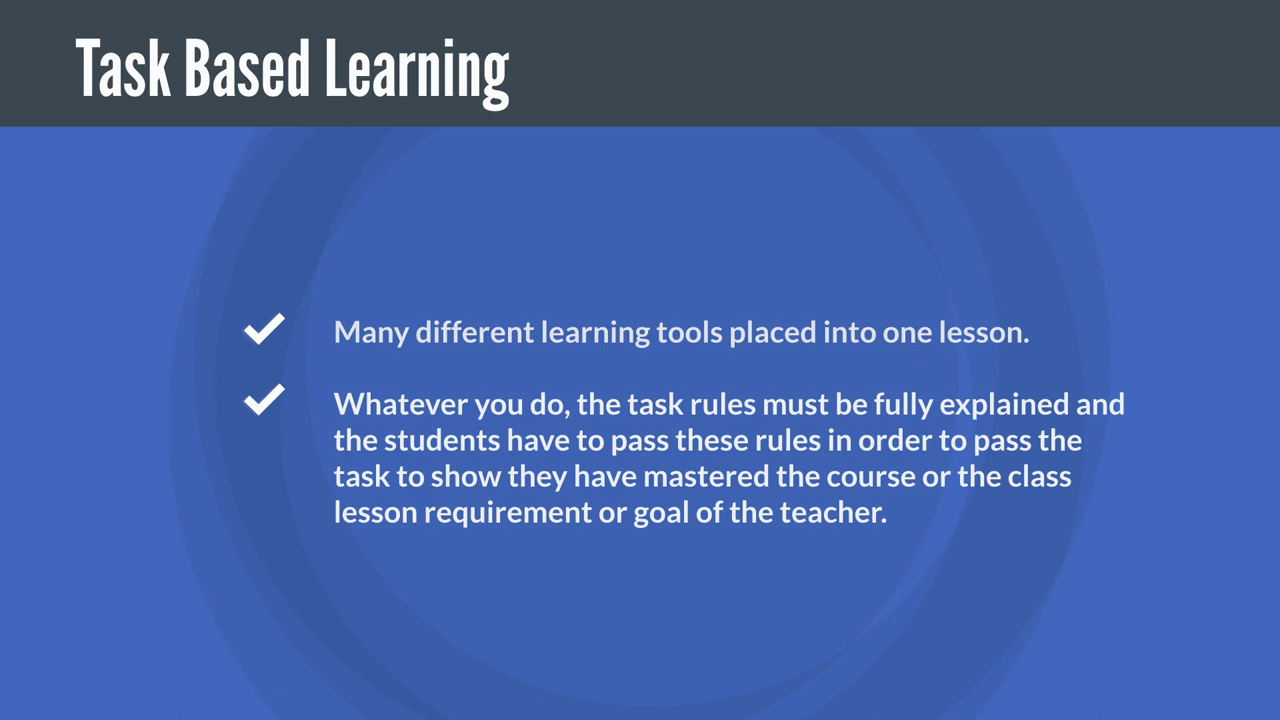 Task Based Learning
Many different learning tools placed into one lesson.
Whatever you do, the task rules must be fully explained and
the students have to pass these rules in order to pass the
task to show they have mastered the course or the class
lesson requirement or goal of the teacher.